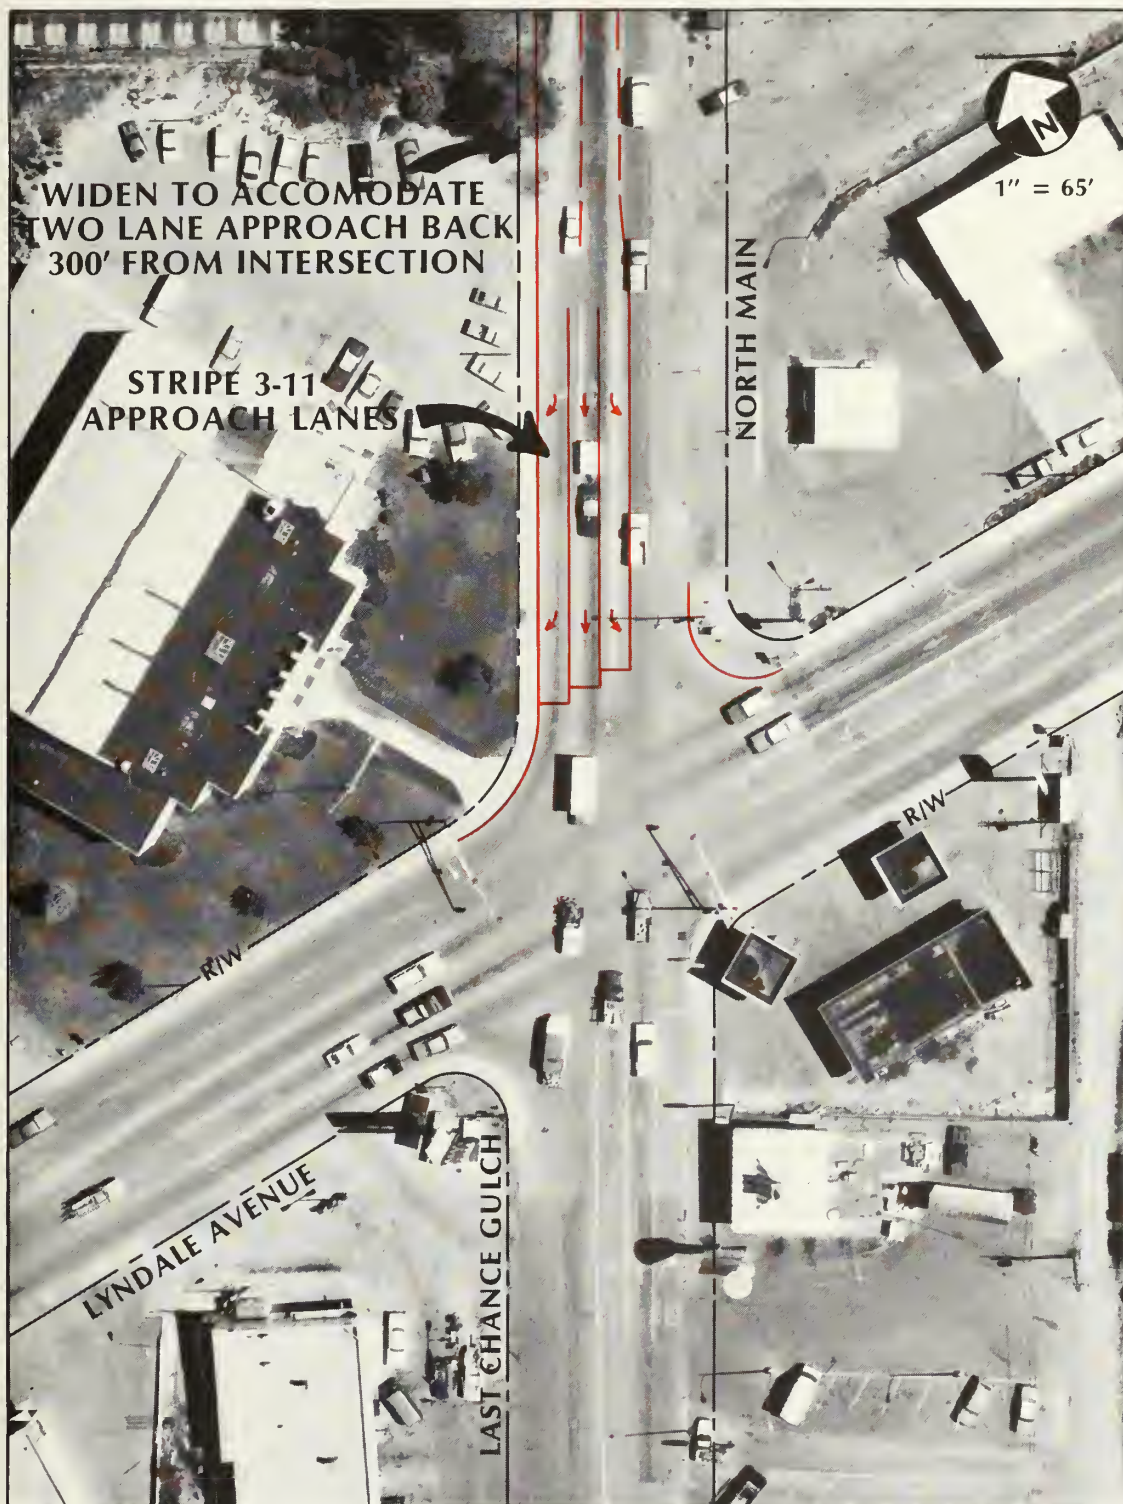 N
1" = 65'
WIDEN TO ACCOMODATE
TWO LANE APPROACH BACK
300' FROM INTERSECTION
NORTH MAIN
STRIPE 3-11'
APPROACH LANES
R/W
R/W
LYNDALE AVENUE
LAST CHANCE GULCH